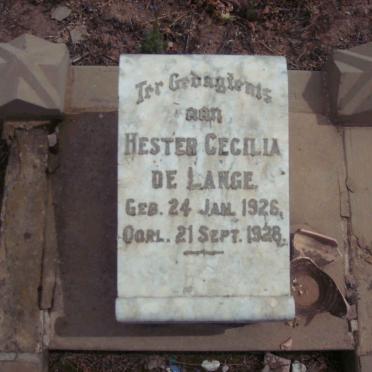 Ter Gedagtenis
aan
Hester Cecilia
de Lange.
Geb. 24 Jan. 1926,
Oorl. 21 Sept. 1928.